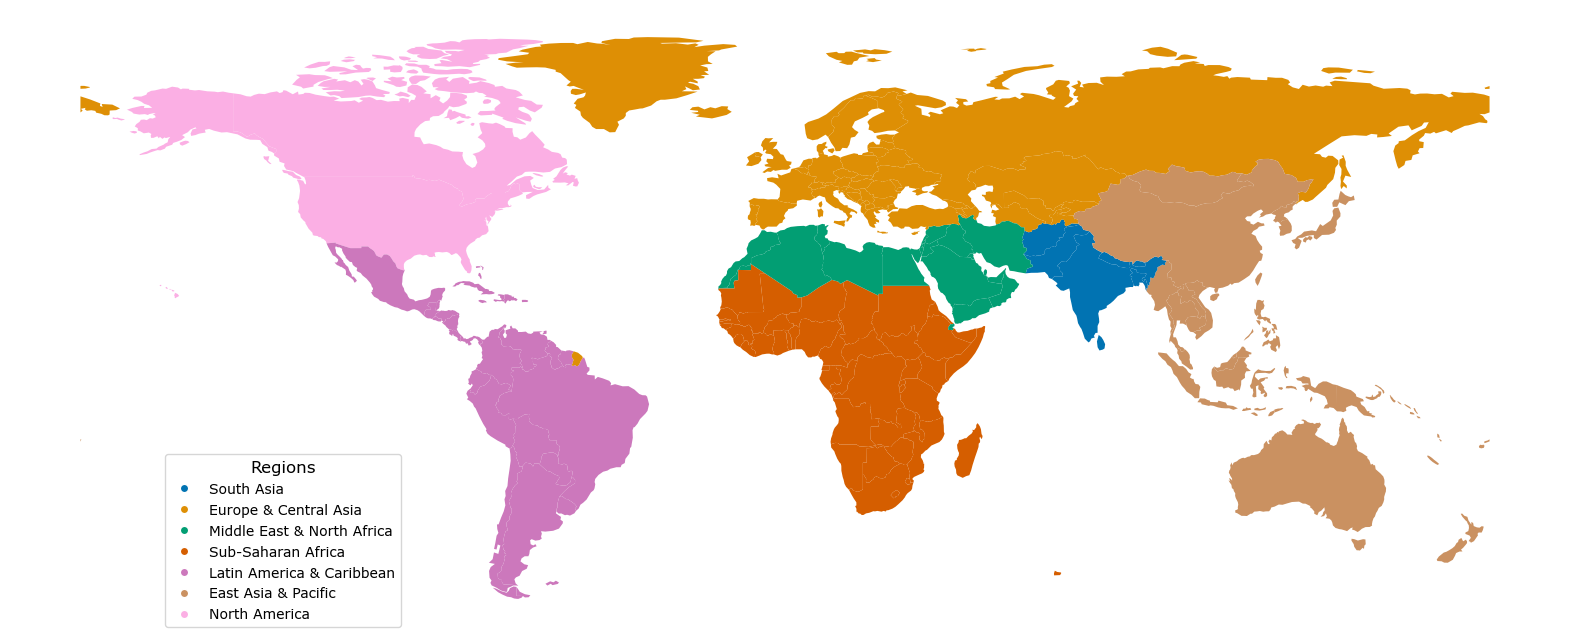 Regions
South Asia
Europe & Central Asia
Middle East & North Africa
Sub-Saharan Africa
Latin America & Caribbean
East Asia & Pacific
North America